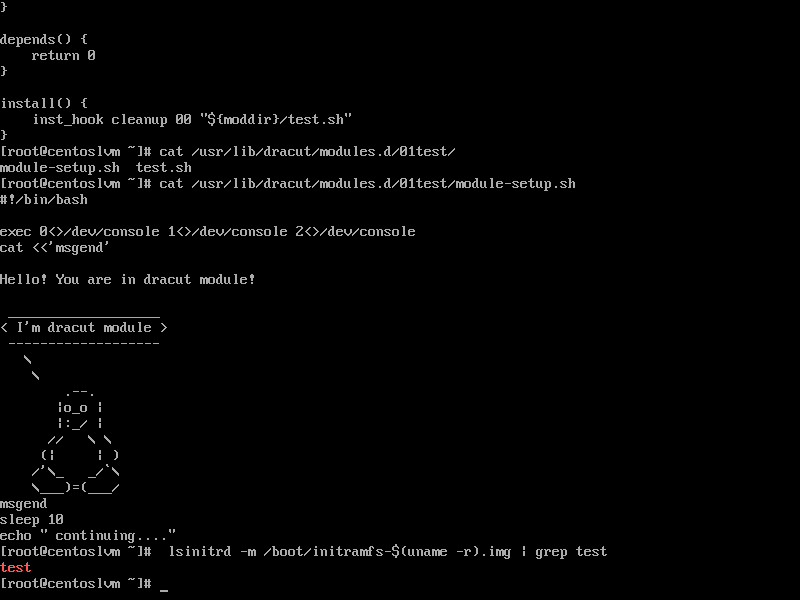 }

depends() {
    return 0
}

install() {
    inst_hook cleanup 00 "${moddir}/test.sh"
}
[root@centoslvm ~]# cat /usr/lib/dracut/modules.d/01test/
module-setup.sh  test.sh
[root@centoslvm ~]# cat /usr/lib/dracut/modules.d/01test/module-setup.sh
#!/bin/bash

exec 0<>/dev/console 1<>/dev/console 2<>/dev/console
cat <<'msgend'

Hello! You are in dracut module!

 ___________________
< I'm dracut module >
 -------------------
   \
    \
        .--.
       |o_o |
       |:_/ |
      //   \ \
     (|     | )
    /'\_   _/`\
    \___)=(___/
msgend
sleep 10
echo " continuing...."
[root@centoslvm ~]#  lsinitrd -m /boot/initramfs-$(uname -r).img | grep test
test
[root@centoslvm ~]# _